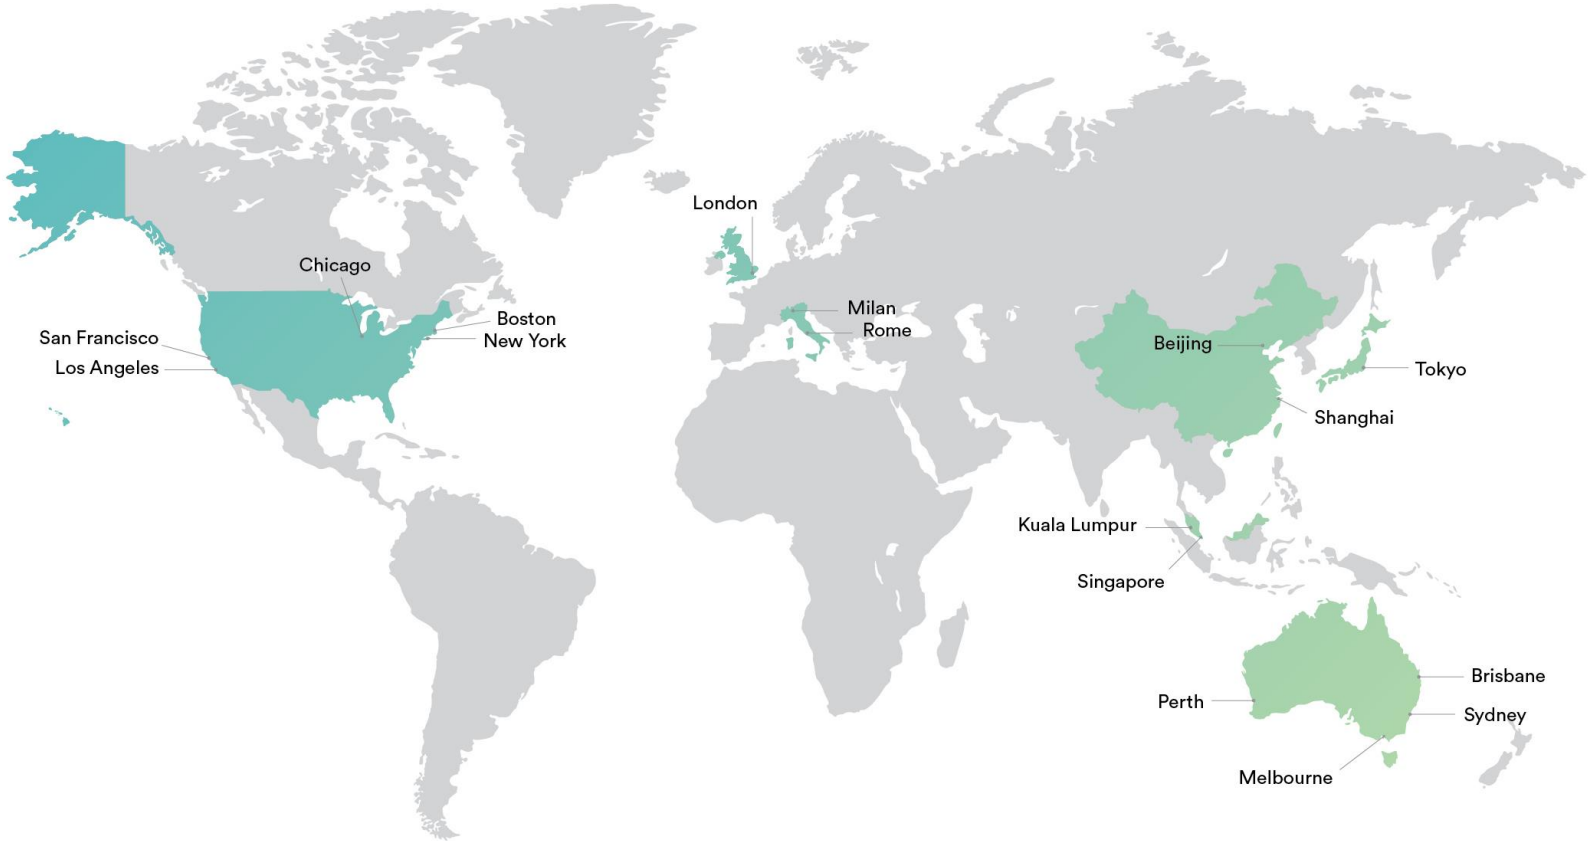 London
Chicago
Milan
Boston
Rome
San Francisco
New York
Beijing
Los Angeles
Tokyo
Shanghai
Kuala Lumpur
Singapore
Brisbane
Perth
Sydney
Melbourne